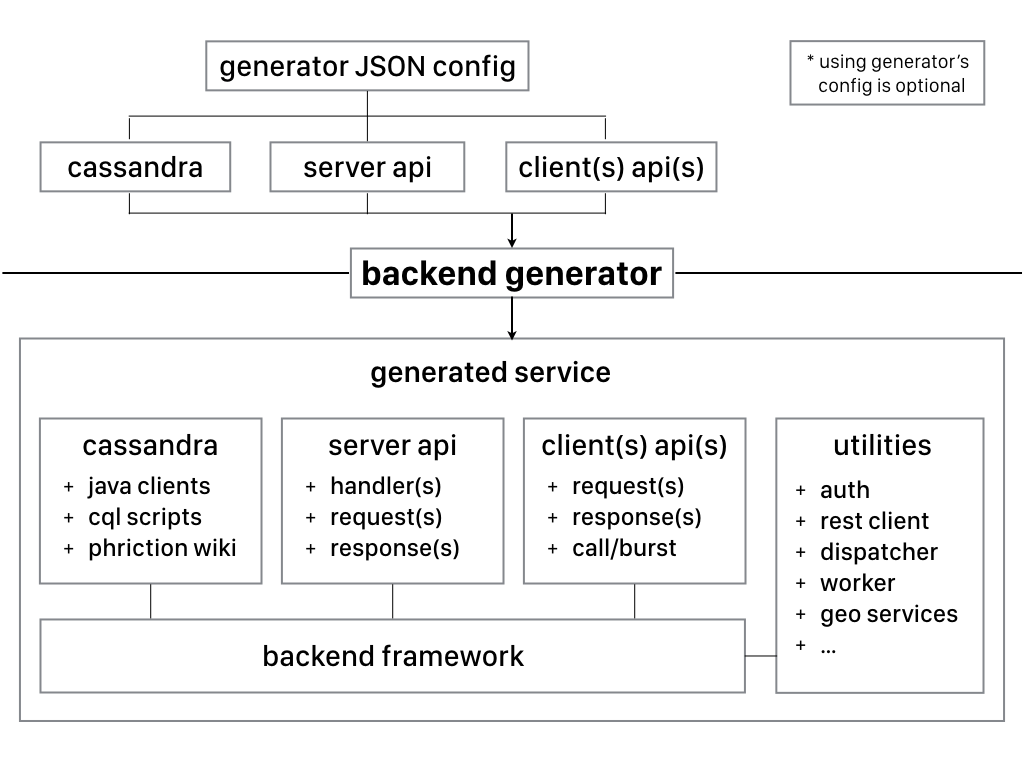 generator JSON config
* using generator's
config is optional
cassandra
server api
client(s) api(s)
backend generator
generated service
cassandra
+ java clients
+ cql scripts
+ phriction wiki
server api
+ handler(s)
+ request(s)
+ response(s)
client(s) api(s)
+ request(s)
+ response(s)
+ call/burst
utilities
+ auth
+ rest client
+ dispatcher
+ worker
+ geo services
+ ...
backend framework